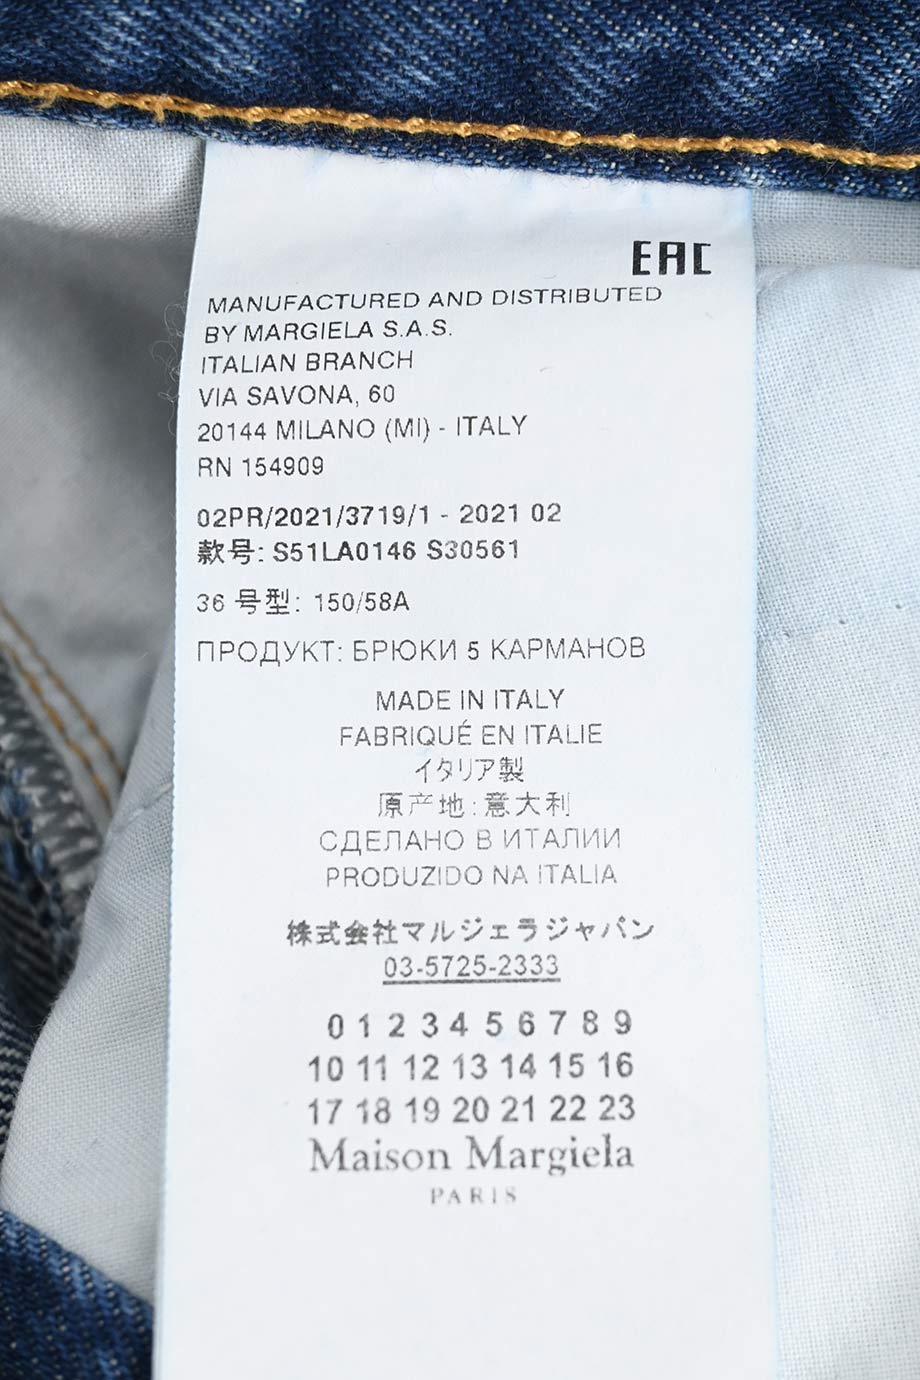 EAC
MANUFACTURED AND DISTRIBUTED
BY MARGIELA S.A.S.
ITALIAN BRANCH
VIA SAVONA, 60
20144 MILANO (MI) - ITALY
RN 154909
02PR/2021/3719/1 - 2021 02
款号: S51LA0146 S30561
36 号型: 150/58A
ПРОДУКТ: БРЮКИ 5 КАРМАНОВ
MADE IN ITALY
FABRIQUÉ EN ITALIE
イタリア製
原产地: 意大利
СДЕЛАНО В ИТАЛИИ
PRODUZIDO NA ITALIA
株式会社マルジェラジャパン
03-5725-2333
0 1 2 3 4 5 6 7 8 9
10 11 12 13 14 15 16
17 18 19 20 21 22 23
Maison Margiela
PARIS